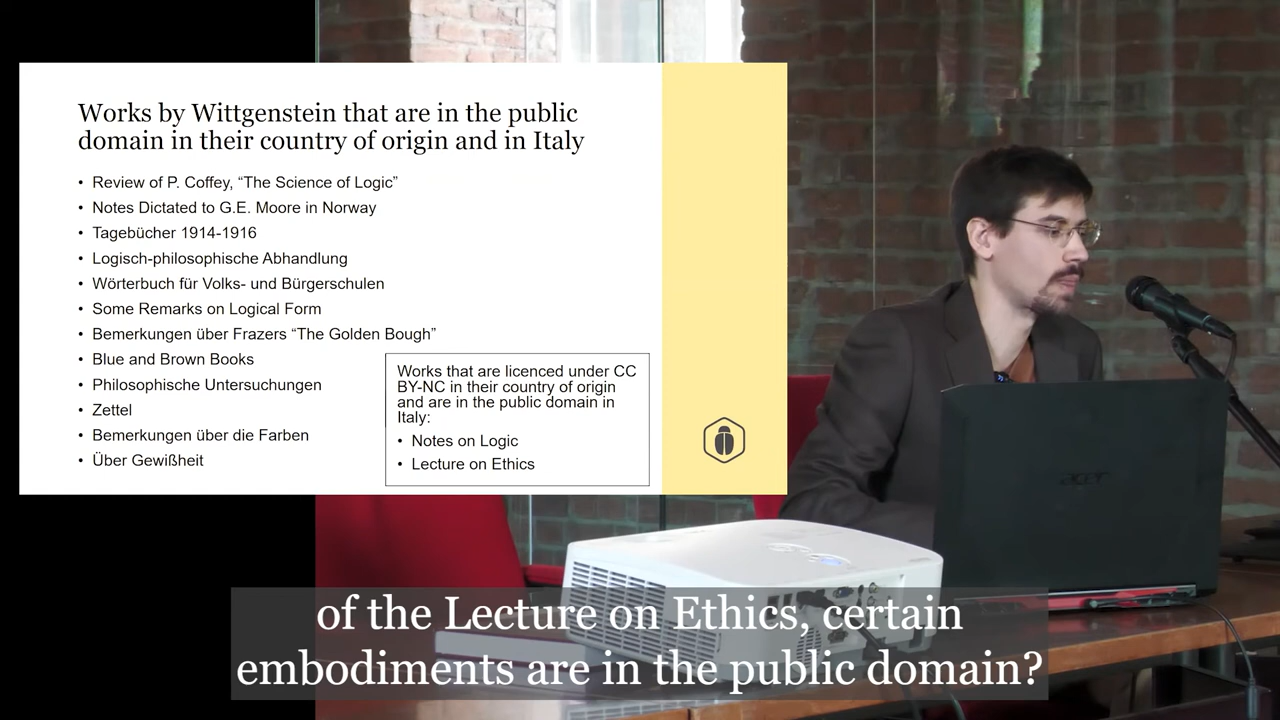 Works by Wittgenstein that are in the public
domain in their country of origin and in Italy
• Review of P. Coffey, “The Science of Logic”
• Notes Dictated to G.E. Moore in Norway
• Tagebücher 1914-1916
• Logisch-philosophische Abhandlung
• Wörterbuch für Volks- und Bürgerschulen
• Some Remarks on Logical Form
• Bemerkungen über Frazers “The Golden Bough”
• Blue and Brown Books
• Philosophische Untersuchungen
• Zettel
• Bemerkungen über die Farben
• Über Gewißheit
Works that are licenced under CC
BY-NC in their country of origin
and are in the public domain in
Italy:
• Notes on Logic
• Lecture on Ethics
acer
of the Lecture on Ethics, certain
embodiments are in the public domain?